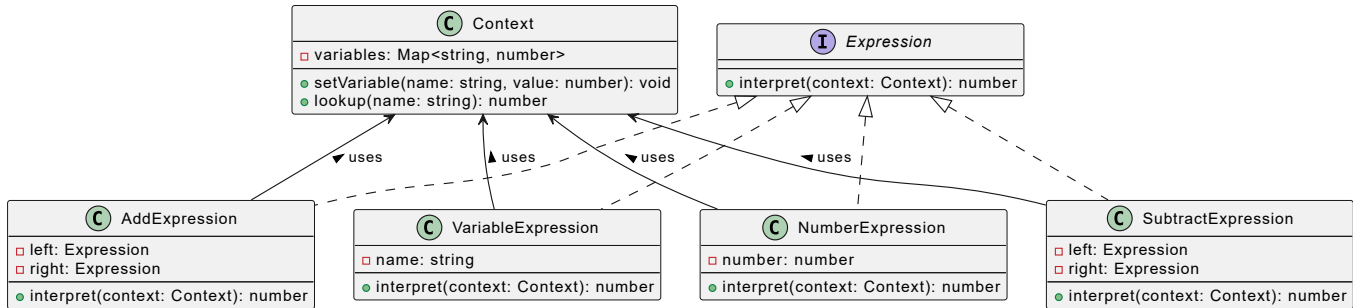 C Context
variables: Map<string, number>
setVariable(name: string, value: number): void
lookup(name: string): number
I Expression
interpret(context: Context): number
uses
uses
uses
uses
C AddExpression
left: Expression
right: Expression
interpret(context: Context): number
C VariableExpression
name: string
interpret(context: Context): number
C NumberExpression
number: number
interpret(context: Context): number
C SubtractExpression
left: Expression
right: Expression
interpret(context: Context): number